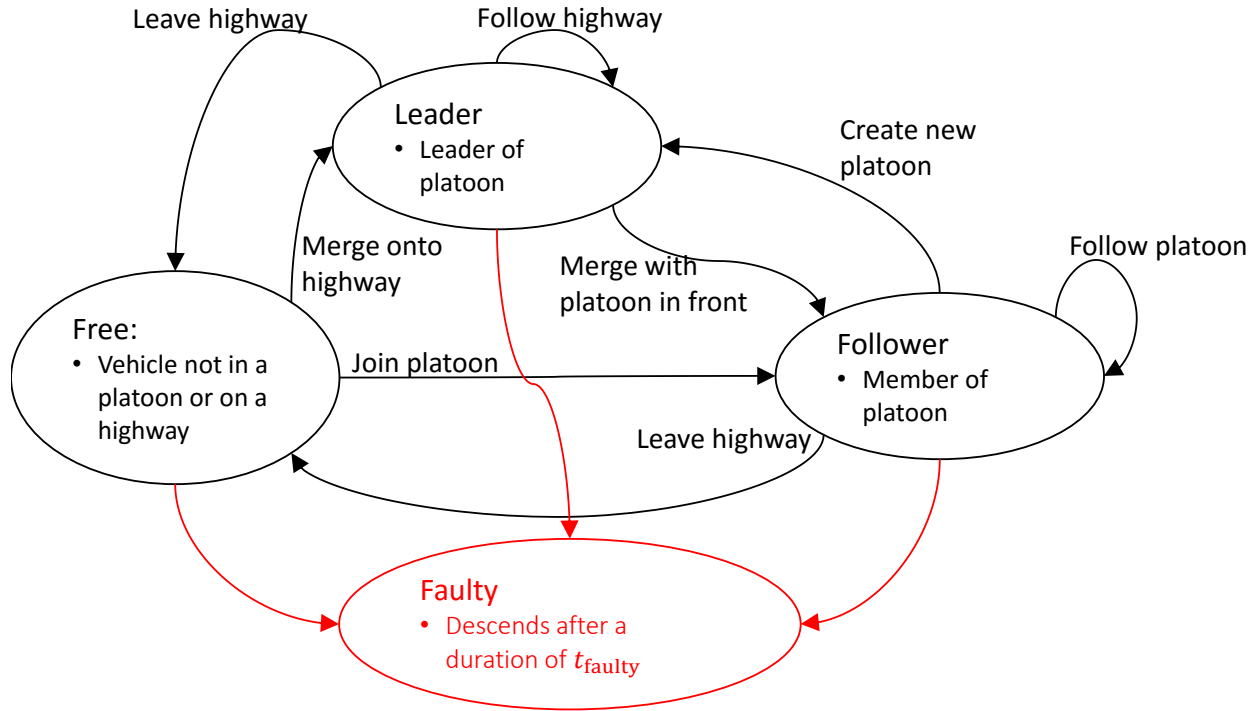 Leave highway
Follow highway
Leader
• Leader of
platoon
Create new
platoon
Merge onto
highway
Merge with
platoon in front
Follow platoon
Free:
• Vehicle not in a
platoon or on a
highway
Join platoon
Follower
• Member of
platoon
Leave highway
Faulty
• Descends after a
duration of t_faulty